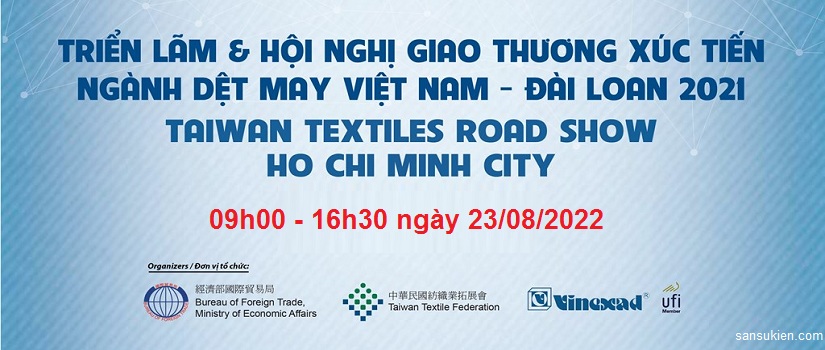 TRIỂN LÃM & HỘI NGHỊ GIAO THƯƠNG XÚC TIẾN
NGÀNH DỆT MAY VIỆT NAM - ĐÀI LOAN 2021
TAIWAN TEXTILES ROAD SHOW
HO CHI MINH CITY
09h00 - 16h30 ngày 23/08/2022
Organizers / Đơn vị tổ chức:
經濟部國際貿易局
Bureau of Foreign Trade,
Ministry of Economic Affairs
中華民國紡織業拓展會
Taiwan Textile Federation
Vinexad®
ufi
Member
sansukien.com